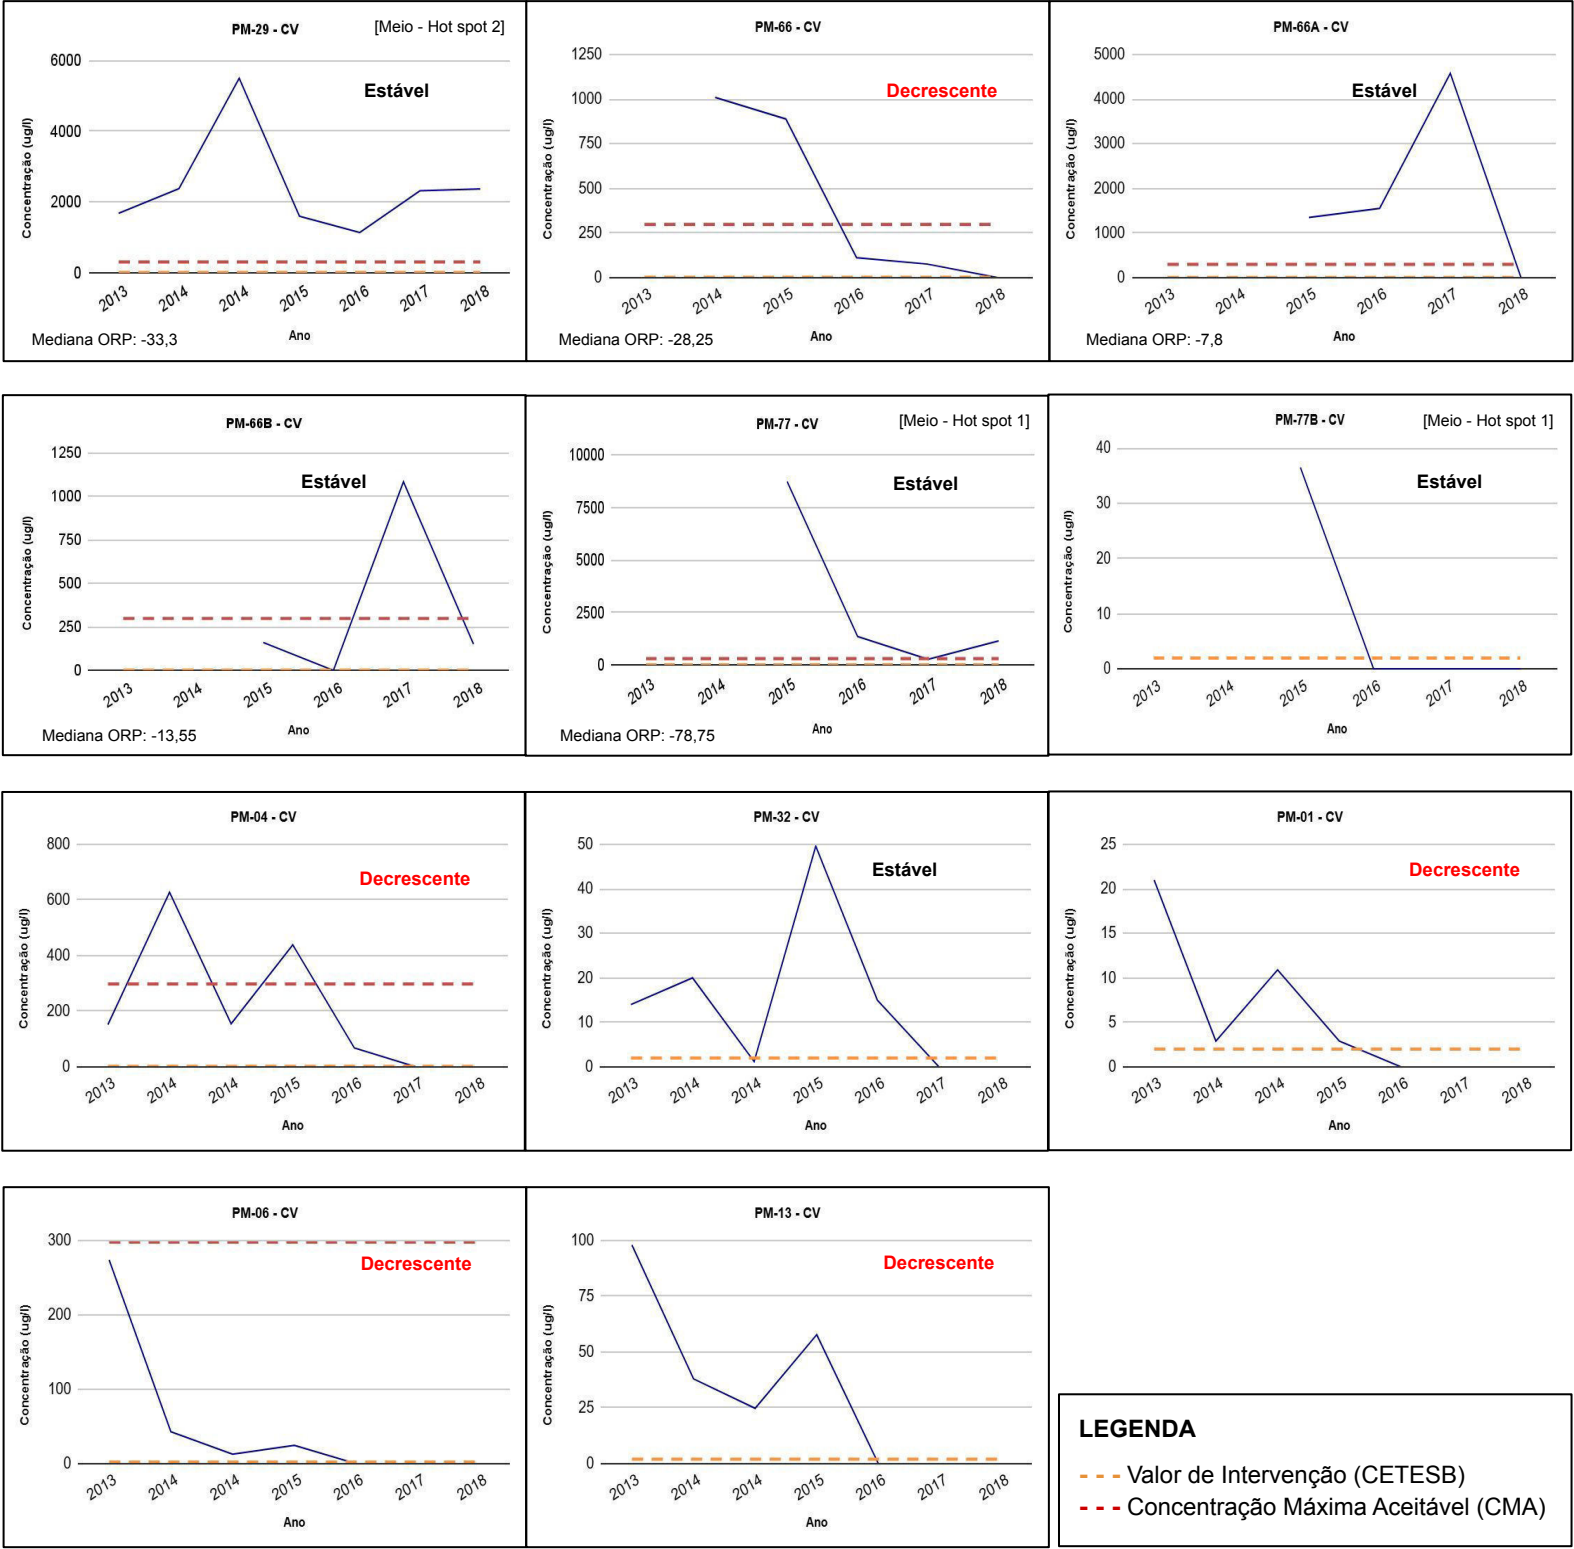 PM-29 - CV
[Meio - Hot spot 2]
Estável
Concentração (ug/l)
6000
4000
2000
0
2013 2014 2014 2015 2016 2017 2018
Ano
Mediana ORP: -33,3
PM-66 - CV
Decrescente
Concentração (ug/l)
1250
1000
750
500
250
0
2013 2014 2015 2016 2017 2018
Ano
Mediana ORP: -28,25
PM-66A - CV
Estável
Concentração (ug/l)
5000
4000
3000
2000
1000
0
2013 2014 2015 2016 2017 2018
Ano
Mediana ORP: -7,8
PM-66B - CV
Estável
Concentração (ug/l)
1250
1000
750
500
250
0
2013 2014 2015 2016 2017 2018
Ano
Mediana ORP: -13,55
PM-77 - CV
[Meio - Hot spot 1]
Estável
Concentração (ug/l)
10000
7500
5000
2500
0
2013 2014 2015 2016 2017 2018
Ano
Mediana ORP: -78,75
PM-77B - CV
[Meio - Hot spot 1]
Estável
Concentração (ug/l)
40
30
20
10
0
2013 2014 2015 2016 2017 2018
Ano
PM-04 - CV
Decrescente
Concentração (ug/l)
800
600
400
200
0
2013 2014 2014 2015 2016 2017 2018
Ano
PM-32 - CV
Estável
Concentração (ug/l)
50
40
30
20
10
0
2013 2014 2014 2015 2016 2017 2018
Ano
PM-01 - CV
Decrescente
Concentração (ug/l)
25
20
15
10
5
0
2013 2014 2014 2015 2016 2017 2018
Ano
PM-06 - CV
Decrescente
Concentração (ug/l)
300
200
100
0
2013 2014 2014 2015 2016 2017 2018
Ano
PM-13 - CV
Decrescente
Concentração (ug/l)
100
75
50
25
0
2013 2014 2014 2015 2016 2017 2018
Ano
LEGENDA
Valor de Intervenção (CETESB)
Concentração Máxima Aceitável (CMA)